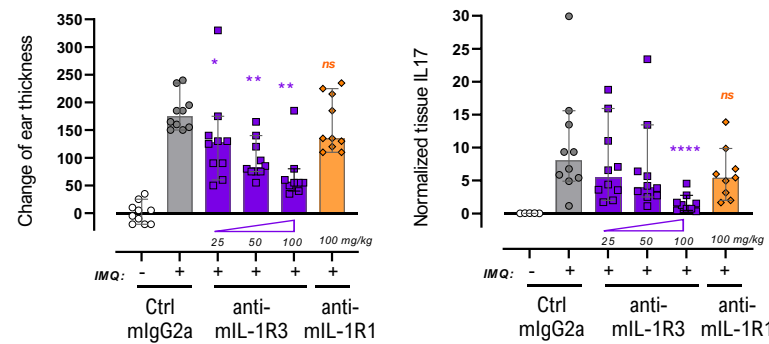 Change of ear thickness
350
300
250
200
150
100
50
0
*
**
**
ns
25
50
100
100 mg/kg
IMQ:
- + + + + +
Ctrl
mIgG2a
anti-
mIL-1R3
anti-
mIL-1R1
Normalized tissue IL17
30
25
20
15
10
5
0
****
ns
25
50
100
100 mg/kg
IMQ:
- + + + + +
Ctrl
mIgG2a
anti-
mIL-1R3
anti-
mIL-1R1